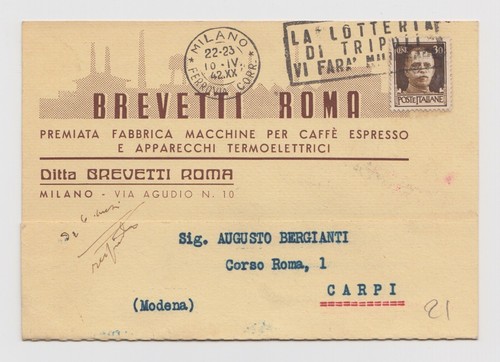 MILANO
22-23
10-IV
42.XX
FERROVIA CORR.
LA LOTTERIA
DI TRIPOLI
VI FARA'
CENT. 30
POSTE ITALIANE
BREVETTI ROMA
PREMIATA FABBRICA MACCHINE PER CAFFÈ ESPRESSO
E APPARECCHI TERMOELETTRICI
Ditta BREVETTI ROMA
MILANO - VIA AGUDIO N. 10
Sig. AUGUSTO BERGIANTI
Corso Roma, 1
CARPI
(Modena)
21